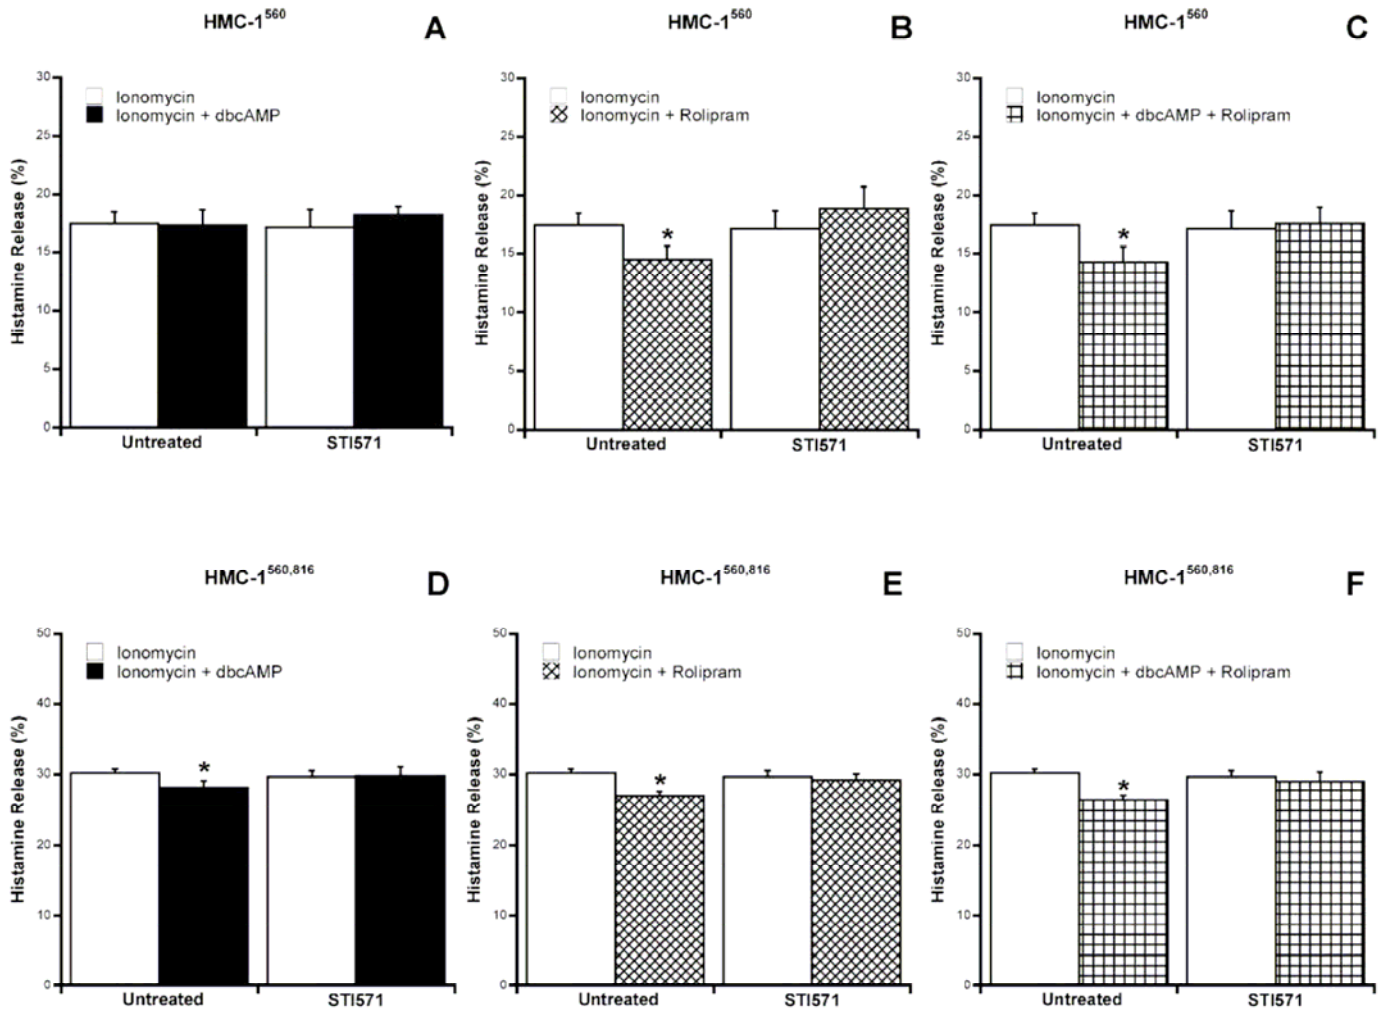 HMC-1560
A
30
25
20
15
10
5
0
Histamine Release (%)
Ionomycin
Ionomycin + dbcAMP
Untreated
STI571
HMC-1560
B
30
25
20
15
10
5
0
Histamine Release (%)
Ionomycin
Ionomycin + Rolipram
*
Untreated
STI571
HMC-1560
C
30
25
20
15
10
5
0
Histamine Release (%)
Ionomycin
Ionomycin + dbcAMP + Rolipram
*
Untreated
STI571
HMC-1560,816
D
50
40
30
20
10
0
Histamine Release (%)
Ionomycin
Ionomycin + dbcAMP
*
Untreated
STI571
HMC-1560,816
E
50
40
30
20
10
0
Histamine Release (%)
Ionomycin
Ionomycin + Rolipram
*
Untreated
STI571
HMC-1560,816
F
50
40
30
20
10
0
Histamine Release (%)
Ionomycin
Ionomycin + dbcAMP + Rolipram
*
Untreated
STI571